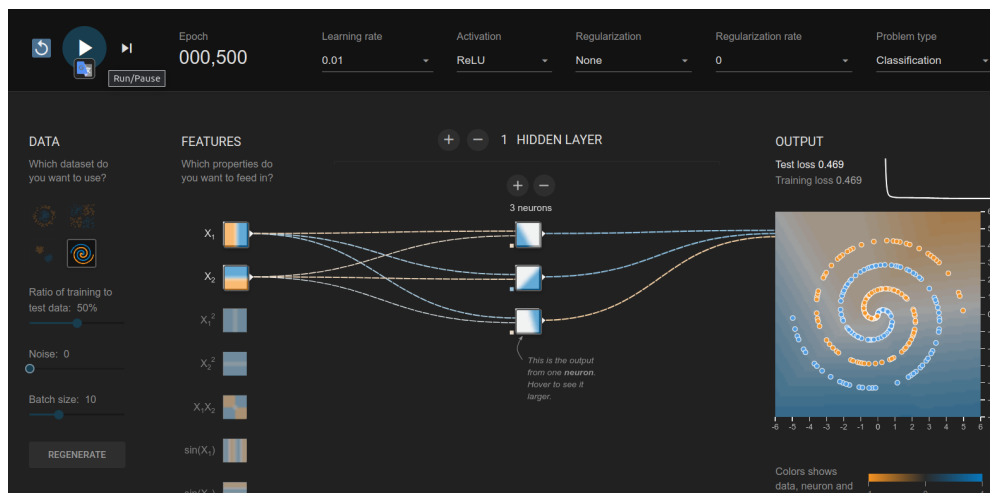 Epoch
000,500
Learning rate
0.01
Activation
ReLU
Regularization
None
Regularization rate
0
Problem type
Classification
Run/Pause
DATA
Which dataset do
you want to use?
Ratio of training to
test data: 50%
Noise: 0
Batch size: 10
REGENERATE
FEATURES
Which properties do
you want to feed in?
X₁
X₂
X₁²
X₂²
X₁X₂
sin(X₁)
sin(X₂)
+ − 1 HIDDEN LAYER
+ −
3 neurons
This is the output
from one neuron.
Hover to see it
larger.
OUTPUT
Test loss 0.469
Training loss 0.469
-6 -5 -4 -3 -2 -1 0 1 2 3 4 5 6
Colors shows
data, neuron and